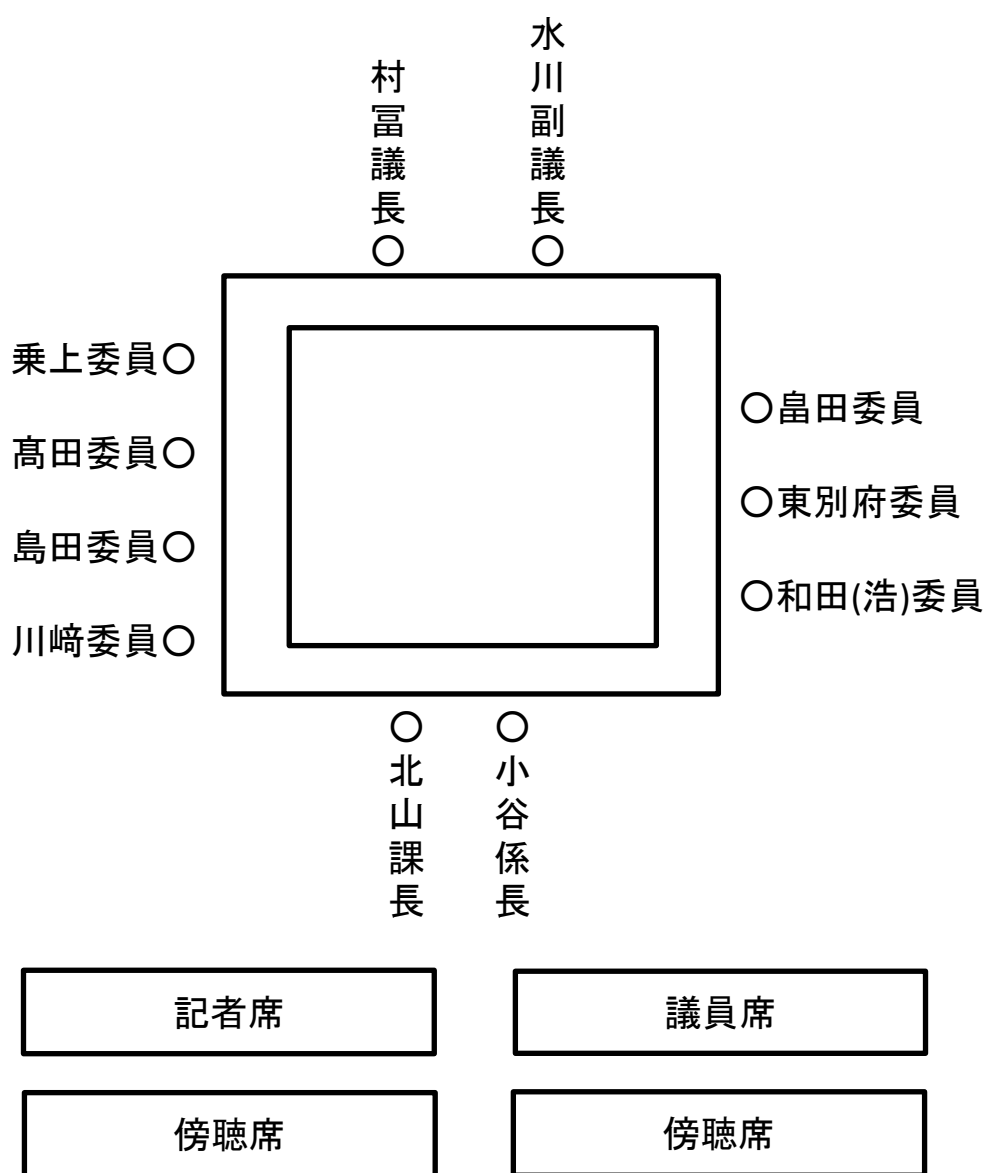 水川副議長
村冨議長
乗上委員
畠田委員
髙田委員
東別府委員
島田委員
和田(浩)委員
川﨑委員
北山課長
小谷係長
記者席
議員席
傍聴席
傍聴席